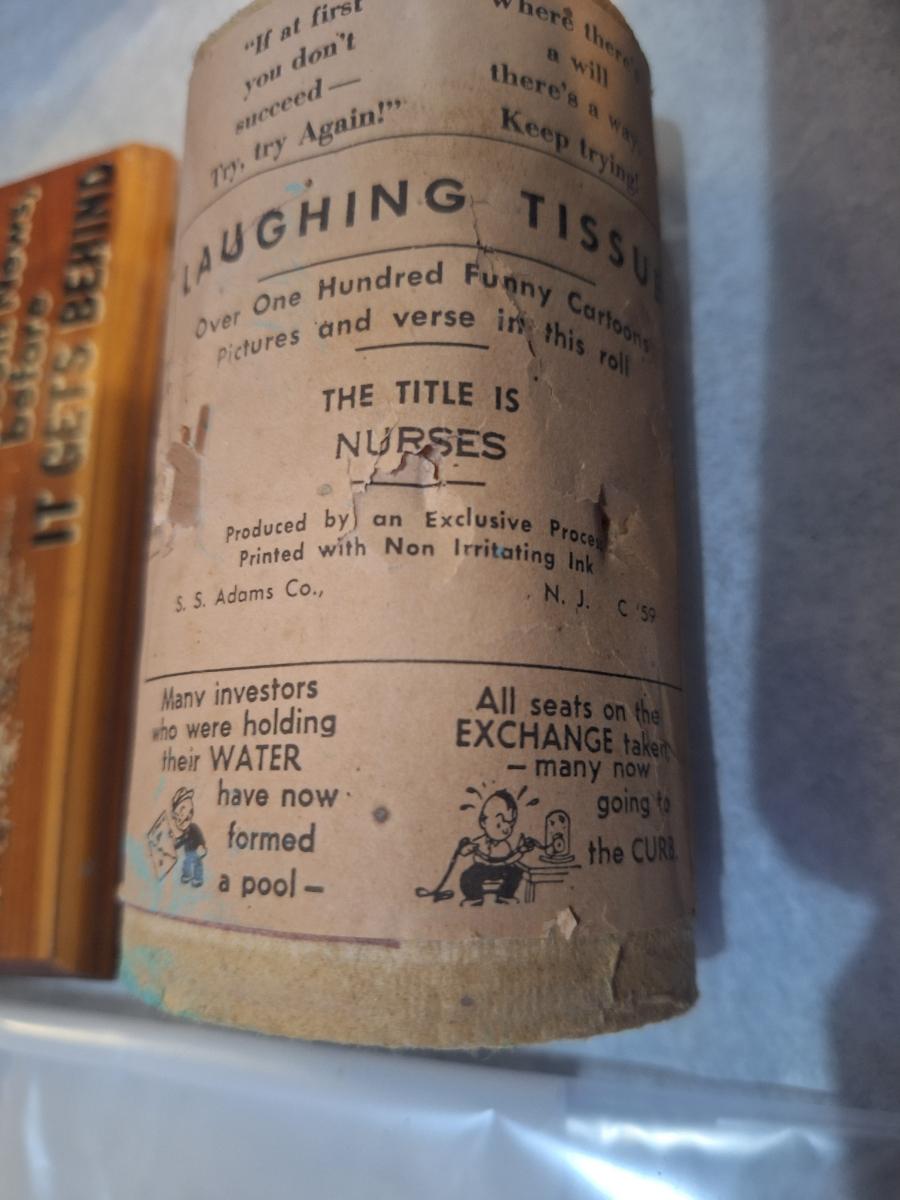 "If at first
you don't
succeed —
Try, try Again!"
Where there's
a will
there's a way.
Keep trying!
LAUGHING TISSUE
Over One Hundred Funny Cartoons
Pictures and verse in this roll
THE TITLE IS
NURSES
Produced by an Exclusive Process
Printed with Non Irritating Ink
S. S. Adams Co., N. J. C '59
Many investors
who were holding
their WATER
have now
formed
a pool —
All seats on the
EXCHANGE taken
— many now
going to
the CURB.
before
IT GETS BEHIND